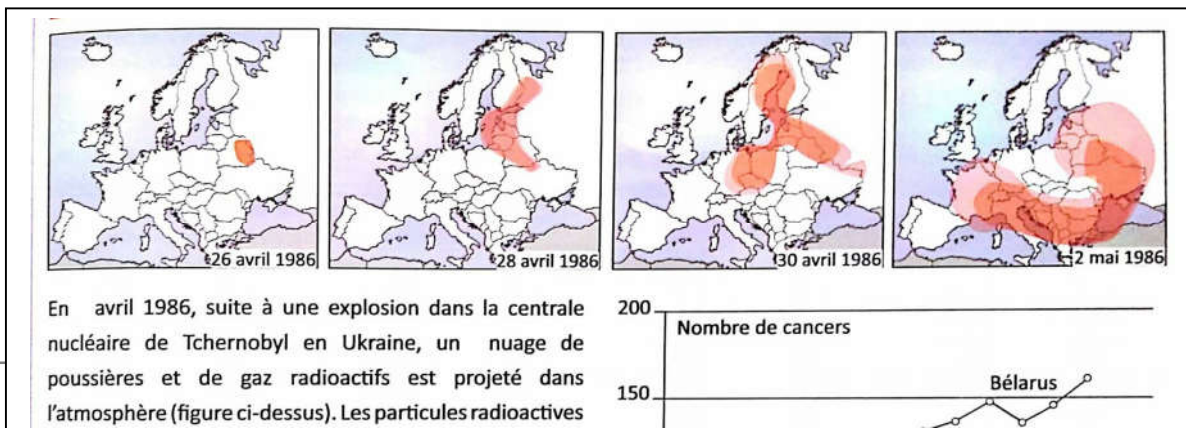 26 avril 1986
28 avril 1986
30 avril 1986
2 mai 1986
En avril 1986, suite à une explosion dans la centrale
nucléaire de Tchernobyl en Ukraine, un nuage de
poussières et de gaz radioactifs est projeté dans
l'atmosphère (figure ci-dessus). Les particules radioactives
200
Nombre de cancers
150
Bélarus